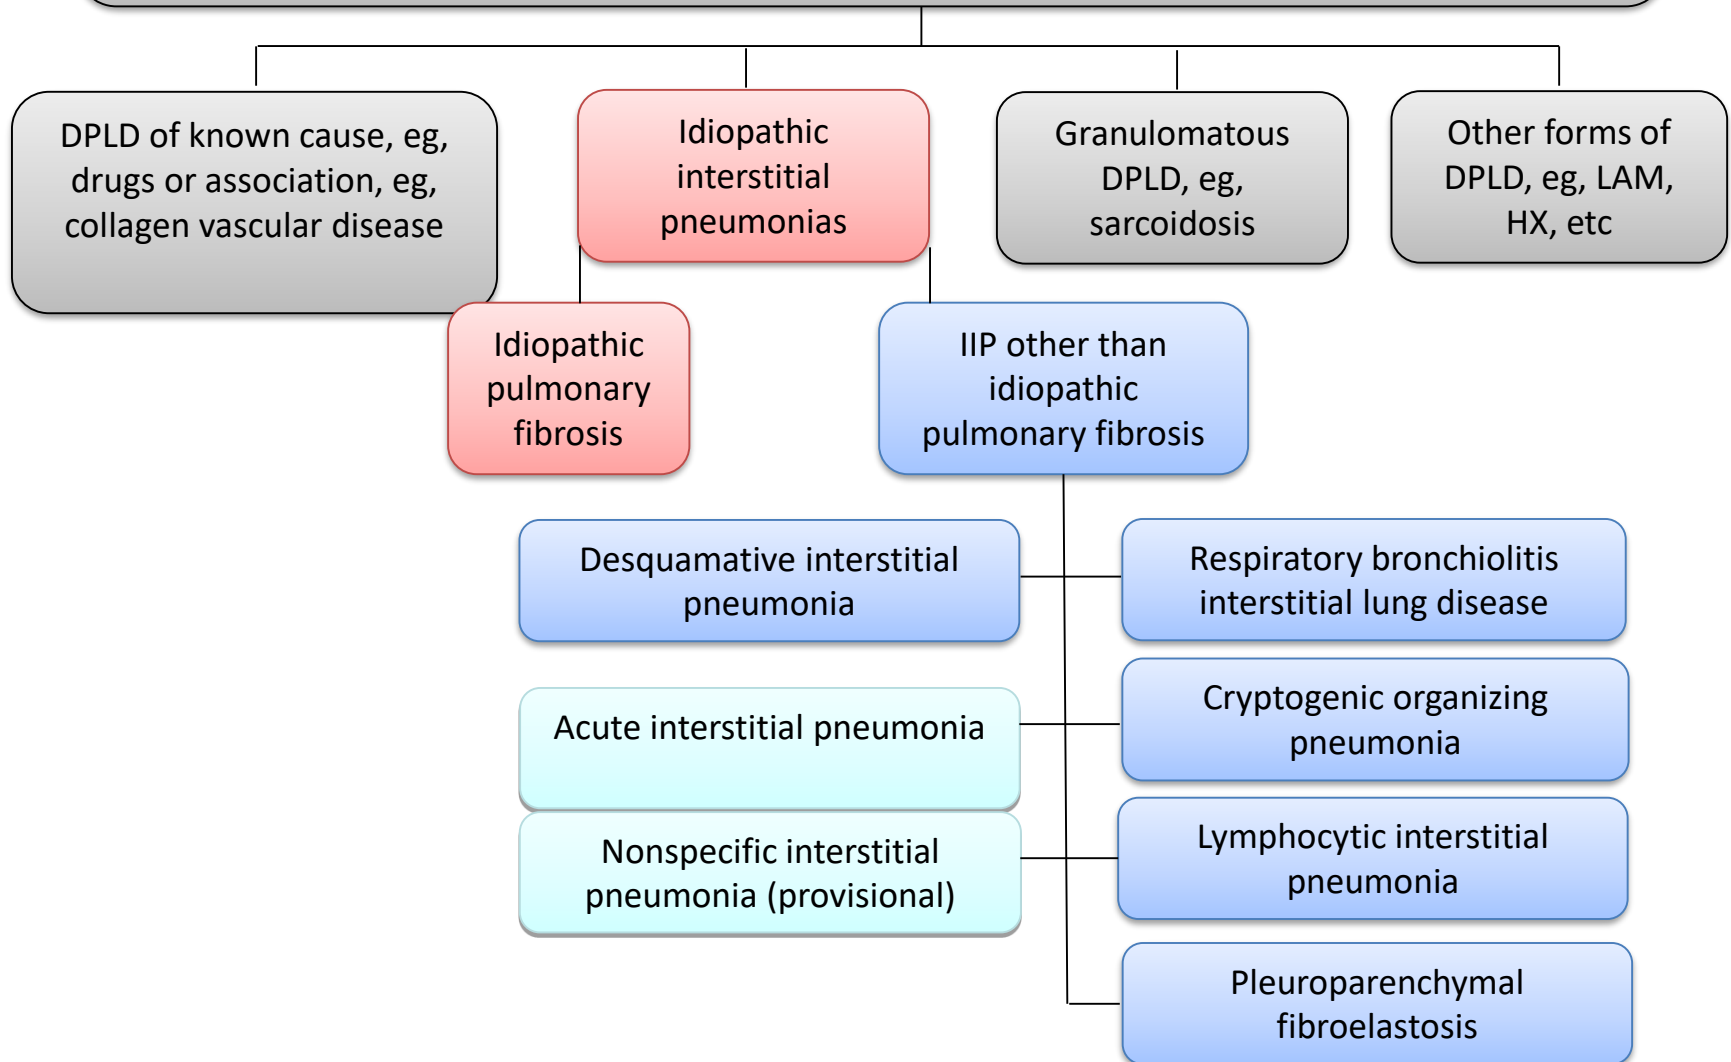 DPLD of known cause, eg,
drugs or association, eg,
collagen vascular disease
Idiopathic
interstitial
pneumonias
Granulomatous
DPLD, eg,
sarcoidosis
Other forms of
DPLD, eg, LAM,
HX, etc
Idiopathic
pulmonary
fibrosis
IIP other than
idiopathic
pulmonary fibrosis
Desquamative interstitial
pneumonia
Respiratory bronchiolitis
interstitial lung disease
Acute interstitial pneumonia
Cryptogenic organizing
pneumonia
Nonspecific interstitial
pneumonia (provisional)
Lymphocytic interstitial
pneumonia
Pleuroparenchymal
fibroelastosis